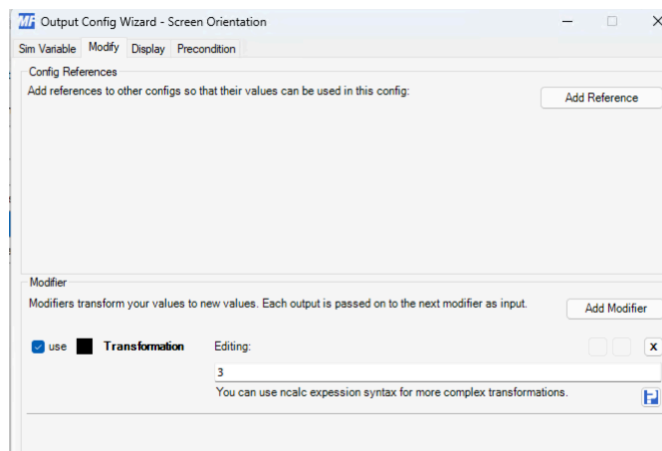 MF Output Config Wizard - Screen Orientation
Sim Variable Modify Display Precondition
Config References
Add references to other configs so that their values can be used in this config:
Add Reference
Modifier
Modifiers transform your values to new values. Each output is passed on to the next modifier as input.
Add Modifier
use Transformation Editing:
x
3
You can use ncalc expession syntax for more complex transformations.